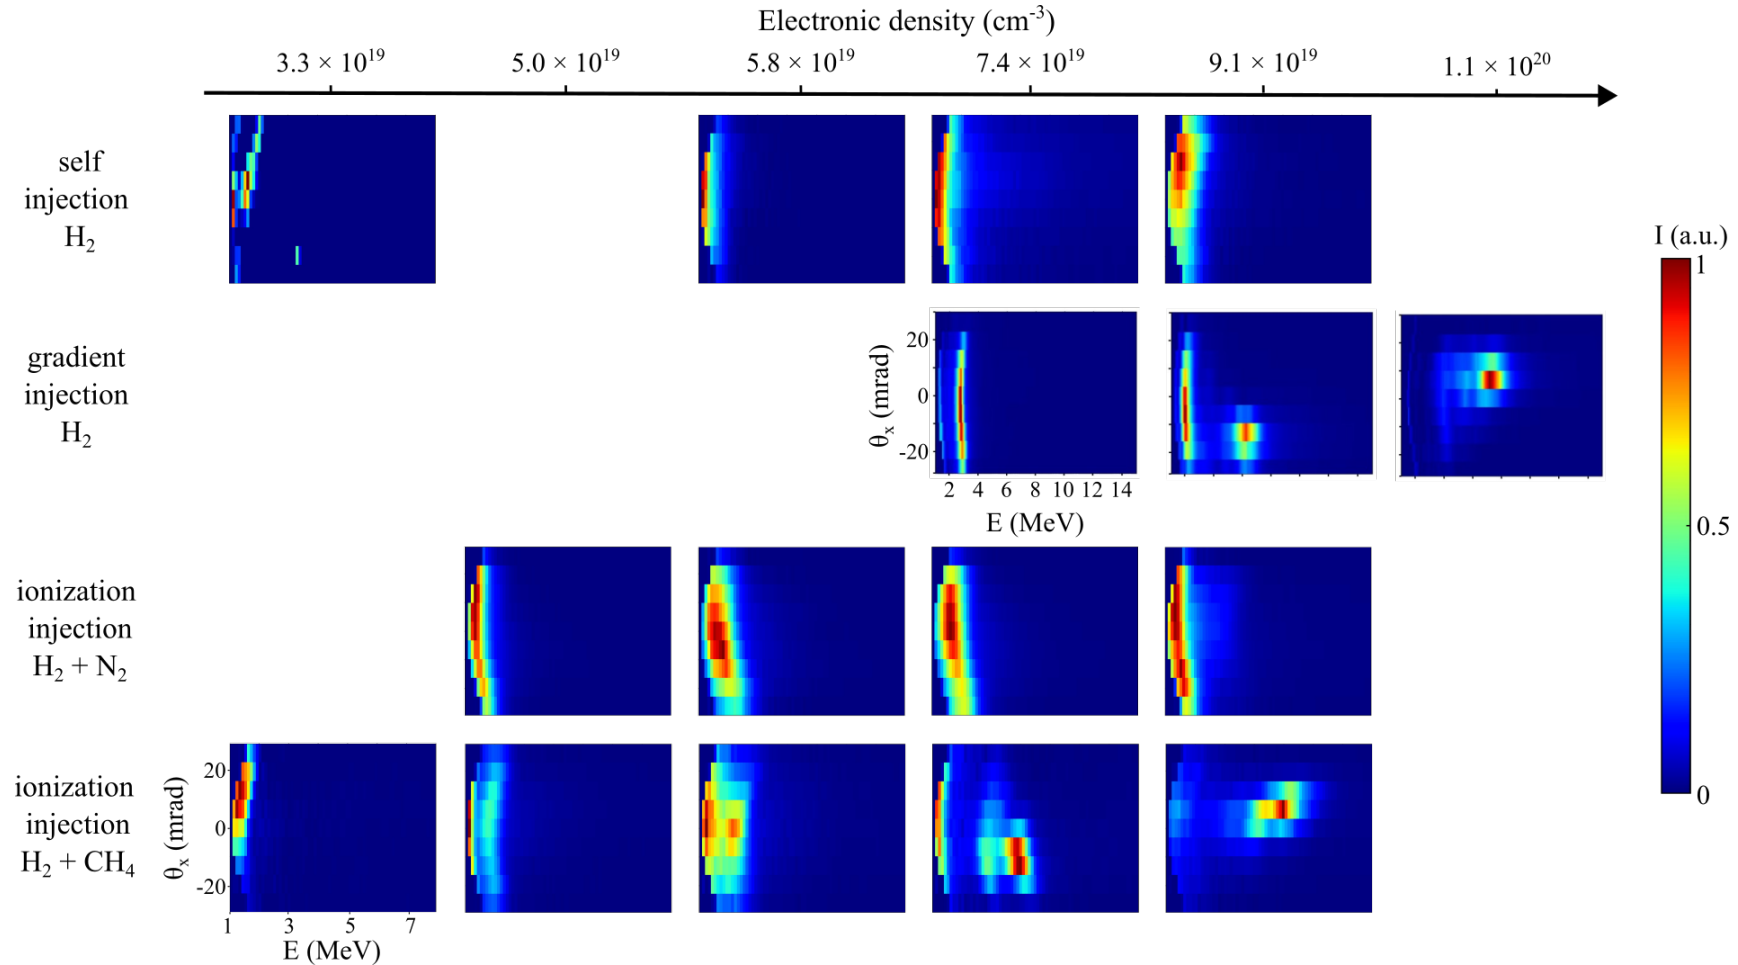 Electronic density (cm⁻³)
3.3 × 10¹⁹ 5.0 × 10¹⁹ 5.8 × 10¹⁹ 7.4 × 10¹⁹ 9.1 × 10¹⁹ 1.1 × 10²⁰
self
injection
H₂
I (a.u.)
1
0.5
0
gradient
injection
H₂
θₓ (mrad)
20
0
-20
2 4 6 8 10 12 14
E (MeV)
ionization
injection
H₂ + N₂
ionization
injection
H₂ + CH₄
θₓ (mrad)
20
0
-20
1 3 5 7
E (MeV)